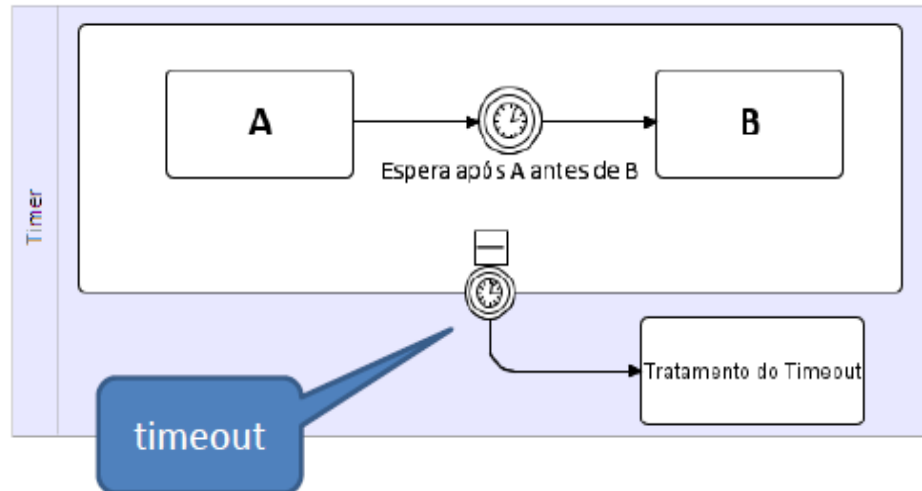 Timer
A
B
Espera após A antes de B
Tratamento do Timeout
timeout